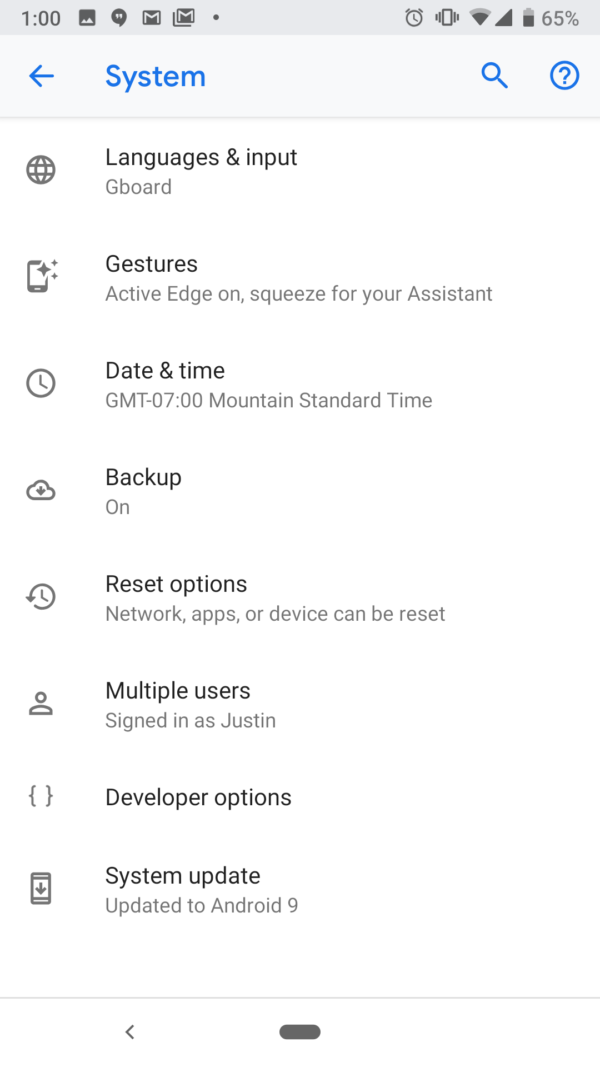 1:00 65%
System
Languages & input
Gboard
Gestures
Active Edge on, squeeze for your Assistant
Date & time
GMT-07:00 Mountain Standard Time
Backup
On
Reset options
Network, apps, or device can be reset
Multiple users
Signed in as Justin
{ } Developer options
System update
Updated to Android 9